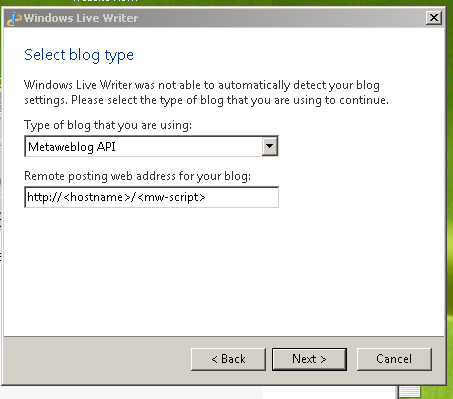 Windows Live Writer
Select blog type
Windows Live Writer was not able to automatically detect your blog
settings. Please select the type of blog that you are using to continue.
Type of blog that you are using:
Metaweblog API
Remote posting web address for your blog:
http://<hostname>/<mw-script>
< Back
Next >
Cancel